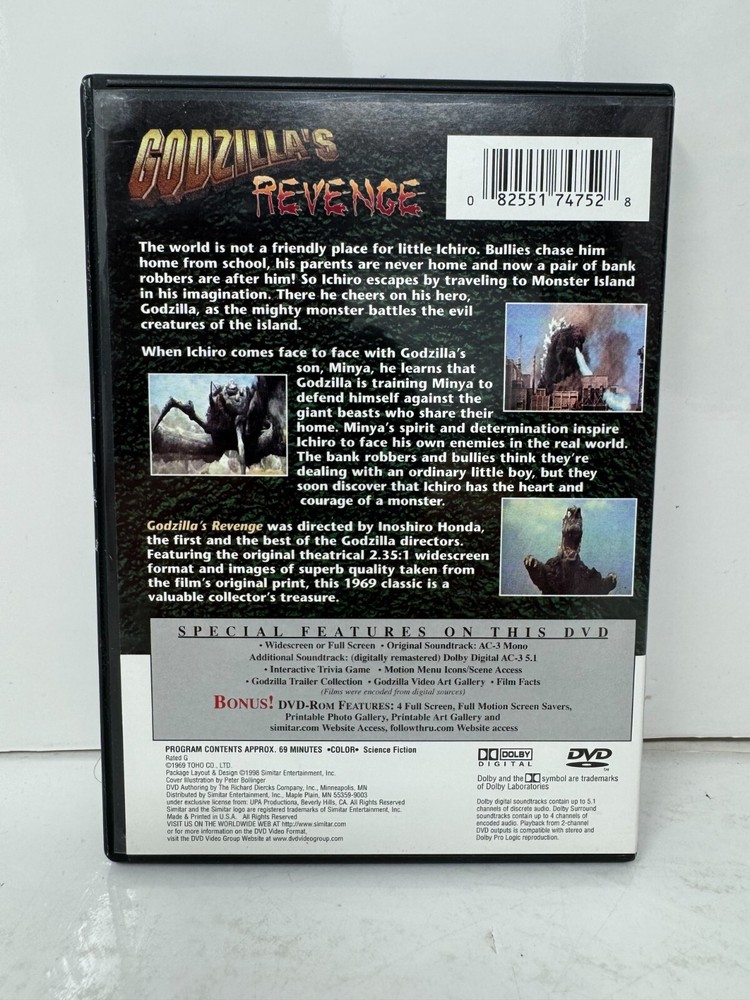 GODZILLA'S
REVENGE
0 82551 74752 8
The world is not a friendly place for little Ichiro. Bullies chase him
home from school, his parents are never home and now a pair of bank
robbers are after him! So Ichiro escapes by traveling to Monster Island
in his imagination. There he cheers on his hero,
Godzilla, as the mighty monster battles the evil
creatures of the island.
When Ichiro comes face to face with Godzilla's
son, Minya, he learns that
Godzilla is training Minya to
defend himself against the
giant beasts who share their
home. Minya's spirit and determination inspire
Ichiro to face his own enemies in the real world.
The bank robbers and bullies think they're
dealing with an ordinary little boy, but they
soon discover that Ichiro has the heart and
courage of a monster.
Godzilla's Revenge was directed by Inoshiro Honda,
the first and the best of the Godzilla directors.
Featuring the original theatrical 2.35:1 widescreen
format and images of superb quality taken from
the film's original print, this 1969 classic is a
valuable collector's treasure.
SPECIAL FEATURES ON THIS DVD
• Widescreen or Full Screen • Original Soundtrack: AC-3 Mono
Additional Soundtrack: (digitally remastered) Dolby Digital AC-3 5.1
• Interactive Trivia Game • Motion Menu Icons/Scene Access
• Godzilla Trailer Collection • Godzilla Video Art Gallery • Film Facts
(Films were encoded from digital sources)
BONUS! DVD-ROM FEATURES: 4 Full Screen, Full Motion Screen Savers,
Printable Photo Gallery, Printable Art Gallery and
simitar.com Website Access, followthru.com Website access
PROGRAM CONTENTS APPROX. 69 MINUTES •COLOR• Science Fiction
Rated G
©1969 TOHO CO., LTD.
Package Layout & Design ©1998 Simitar Entertainment, Inc.
Cover Illustration by Peter Bollinger
DVD Authoring by The Richard Diercks Company, Inc., Minneapolis, MN
Distributed by Simitar Entertainment, Inc., Maple Plain, MN 55359-9003
under exclusive license from: UPA Productions, Beverly Hills, CA. All Rights Reserved
Simitar and the Simitar logo are registered trademarks of Simitar Entertainment, Inc.
Made & Printed in U.S.A. All Rights Reserved
VISIT US ON THE WORLDWIDE WEB AT http://www.simitar.com
or for more information on the DVD Video Format,
visit the DVD Video Group Website at www.dvdvideogroup.com
DOLBY
DIGITAL
DVD
Dolby and the symbol are trademarks
of Dolby Laboratories
Dolby digital soundtracks contain up to 5.1
channels of discrete audio. Dolby Surround
soundtracks contain up to 4 channels of
encoded audio. Playback from 2-channel
DVD outputs is compatible with stereo and
Dolby Pro Logic reproduction.